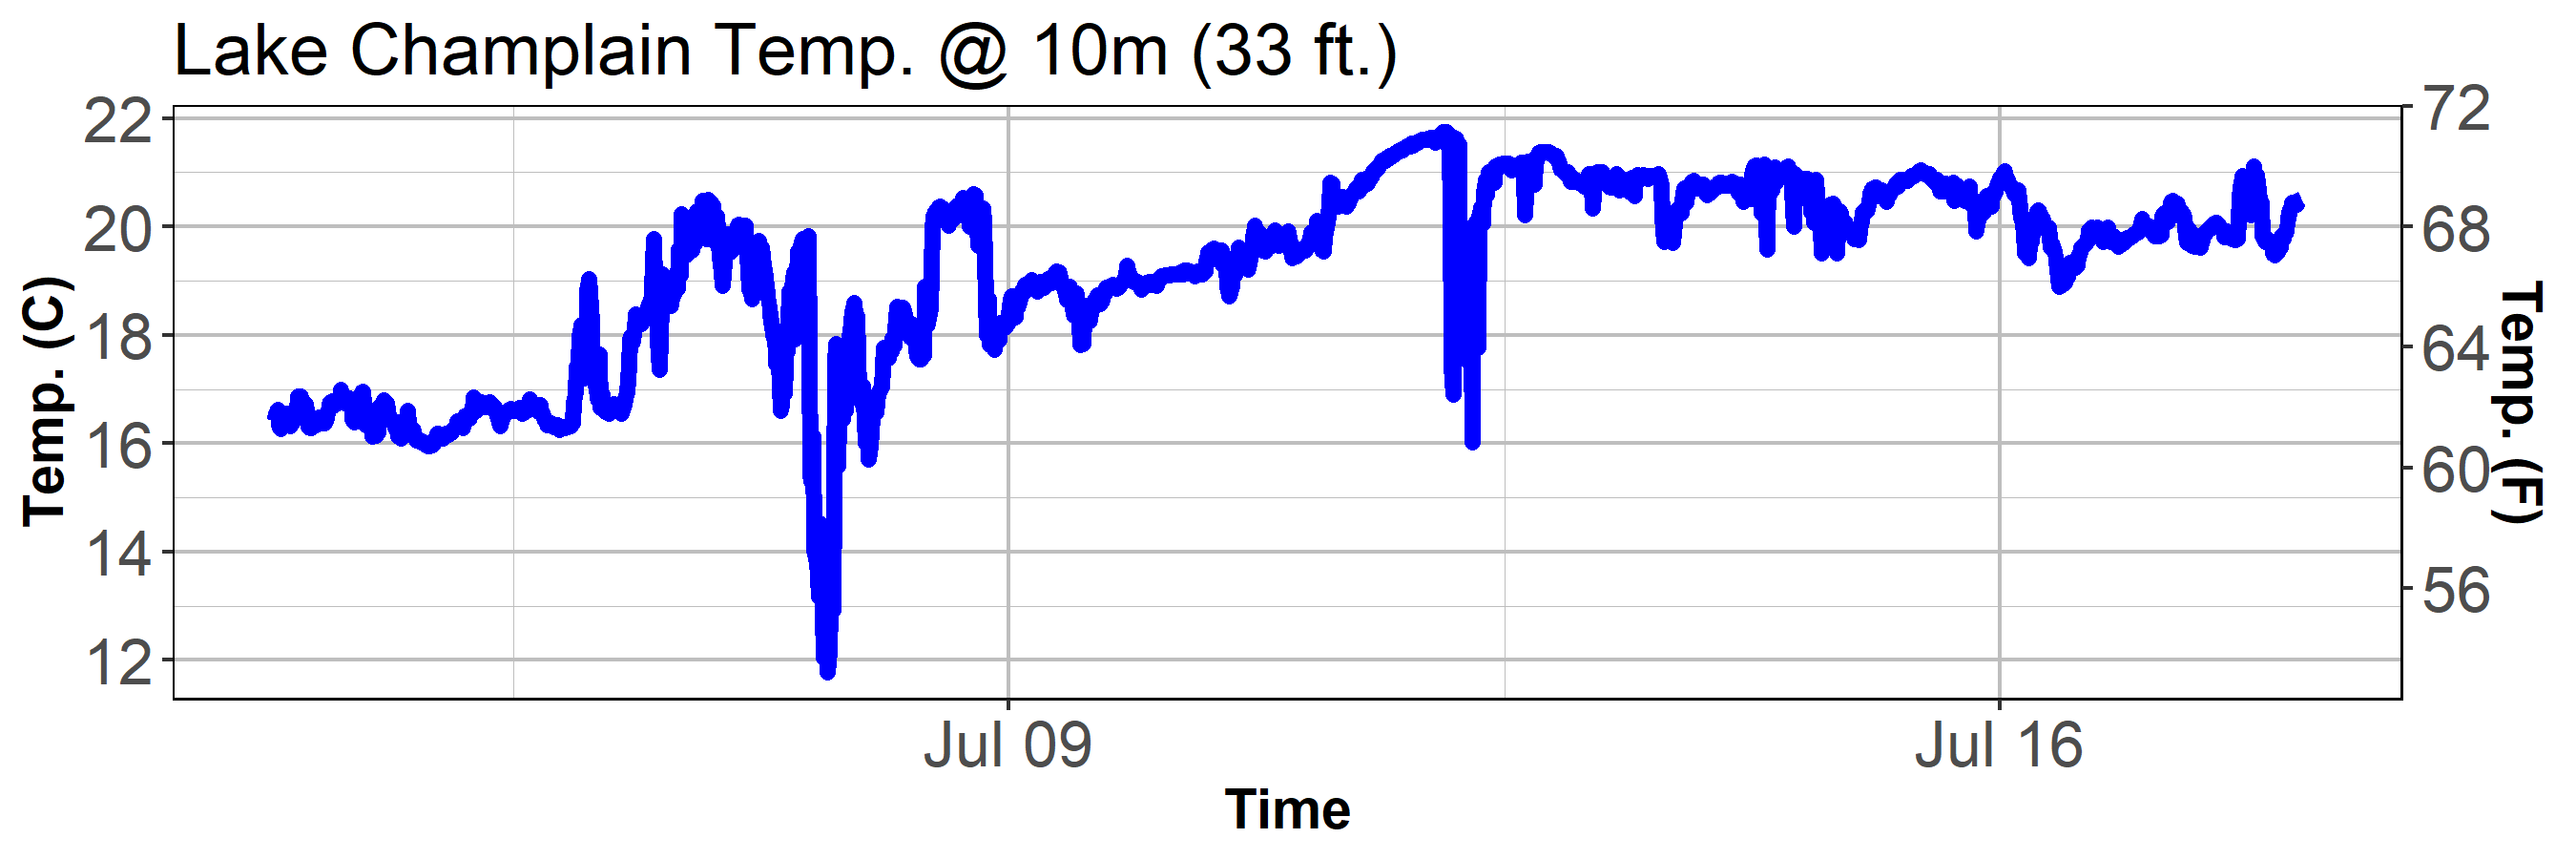 Lake Champlain Temp. @ 10m (33 ft.)
Temp. (C)
22
20
18
16
14
12
72
68
64
60
56
Temp. (F)
Jul 09
Jul 16
Time